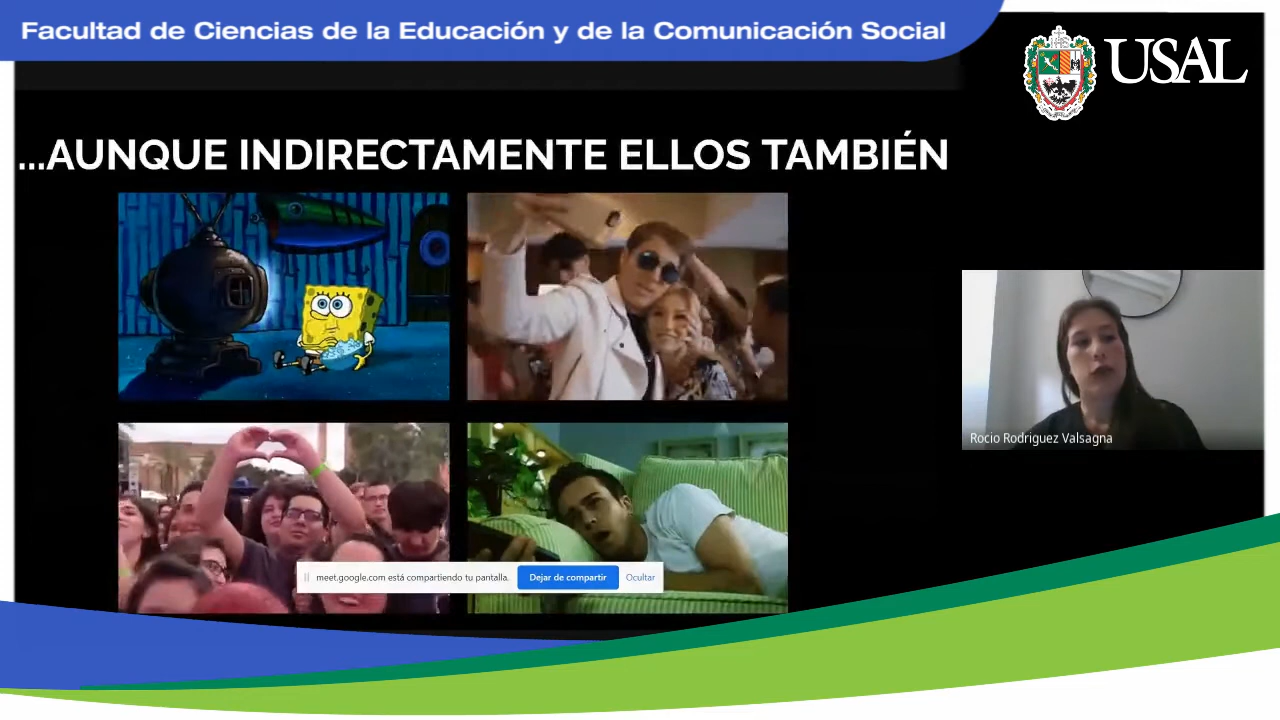 Facultad de Ciencias de la Educación y de la Comunicación Social
USAL
...AUNQUE INDIRECTAMENTE ELLOS TAMBIÉN
Rocio Rodriguez Valsagna
meet.google.com está compartiendo tu pantalla.
Dejar de compartir
Ocultar